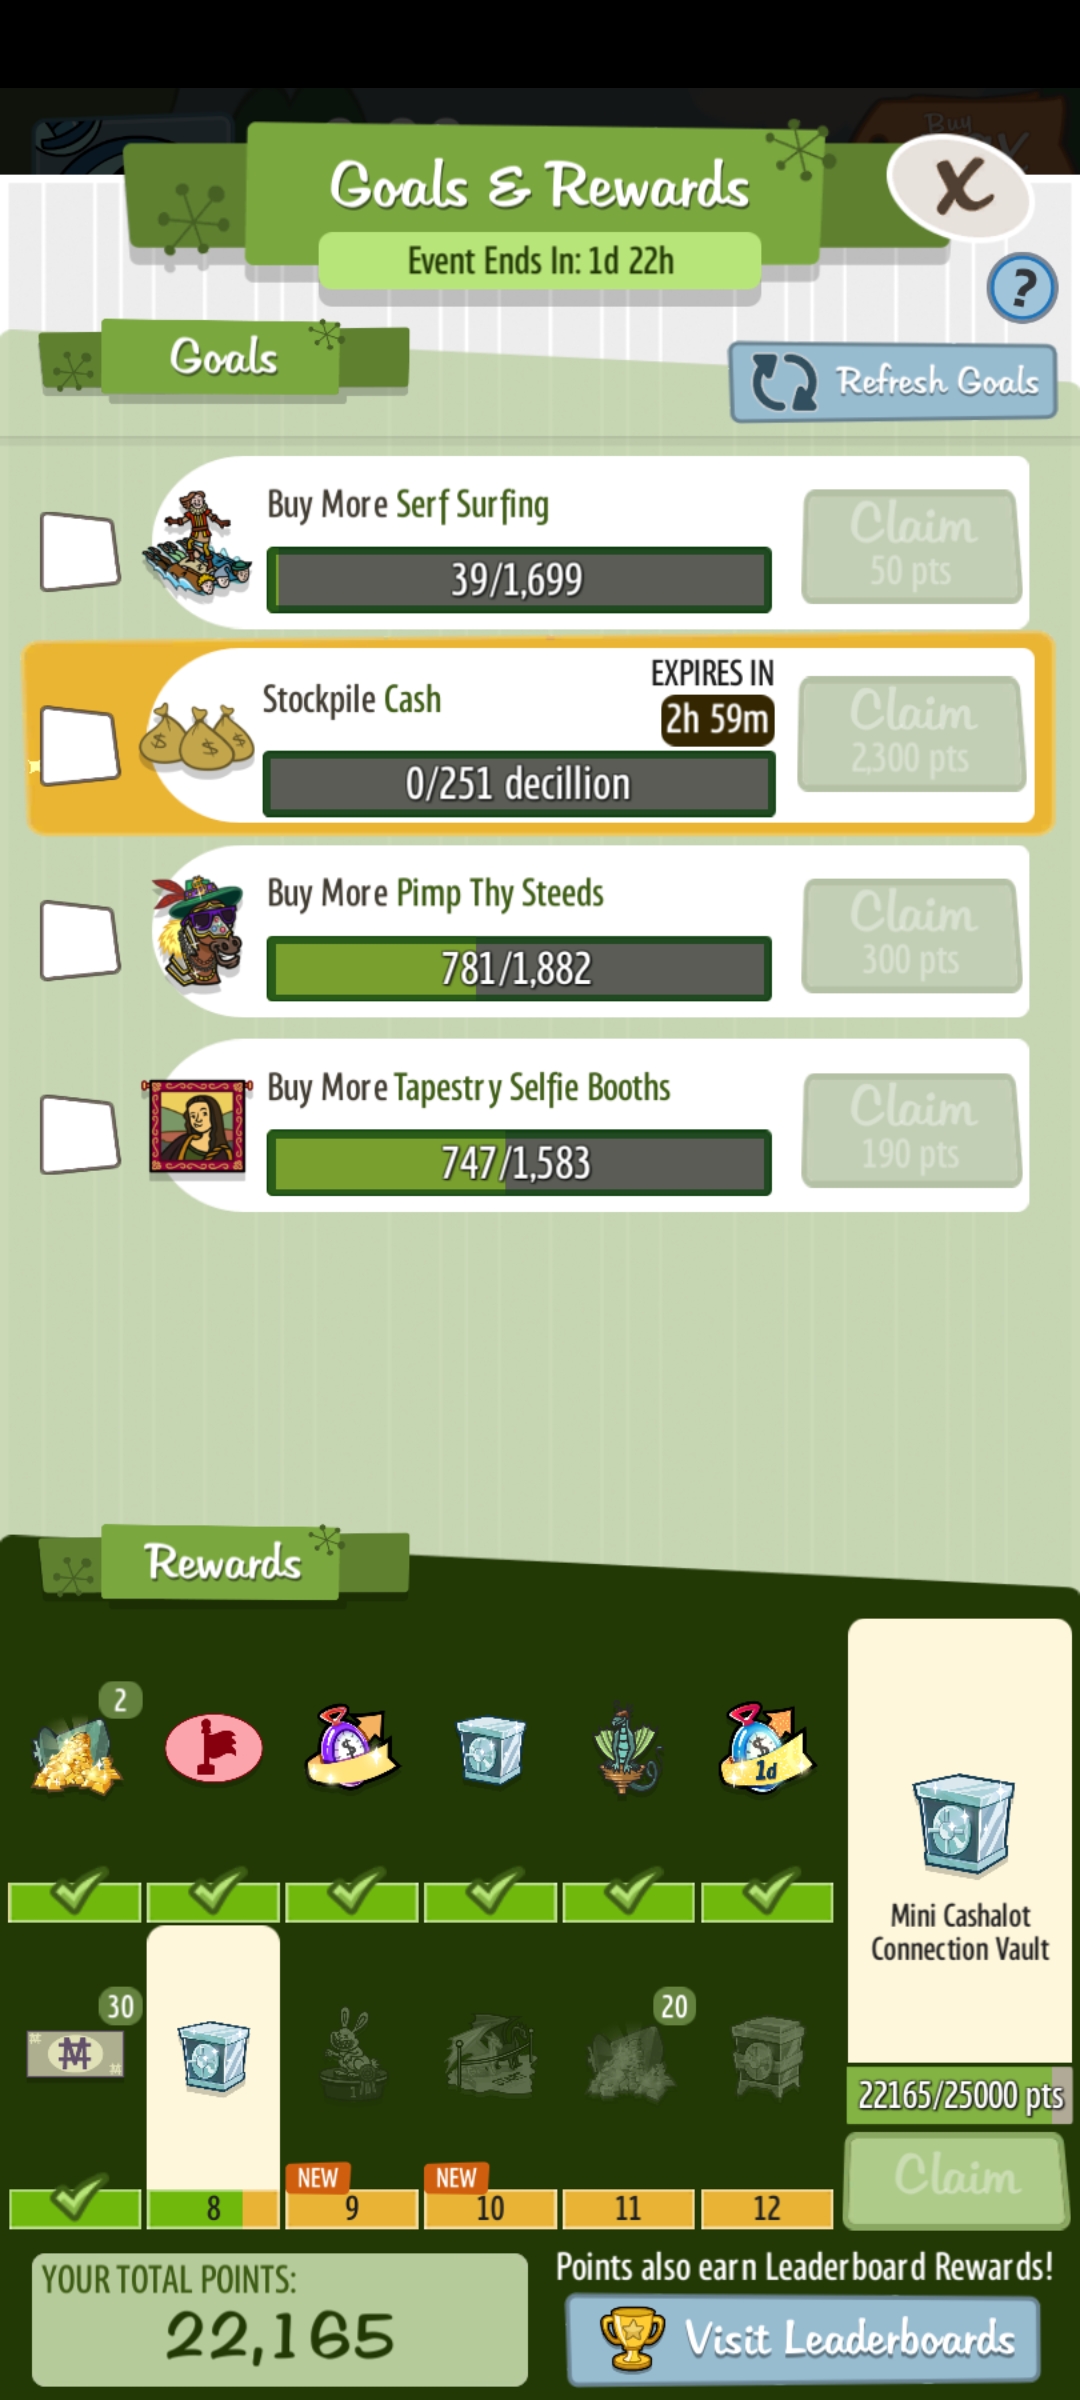 Buy
Goals & Rewards
X
Event Ends In: 1d 22h
?
Goals
Refresh Goals
Buy More Serf Surfing
39/1,699
Claim
50 pts
EXPIRES IN
Stockpile Cash
2h 59m
0/251 decillion
Claim
2,300 pts
Buy More Pimp Thy Steeds
781/1,882
Claim
300 pts
Buy More Tapestry Selfie Booths
747/1,583
Claim
190 pts
Rewards
2
1d
Mini Cashalot
Connection Vault
30
20
22165/25000 pts
NEW
NEW
8
9
10
11
12
Claim
YOUR TOTAL POINTS:
22,165
Points also earn Leaderboard Rewards!
Visit Leaderboards